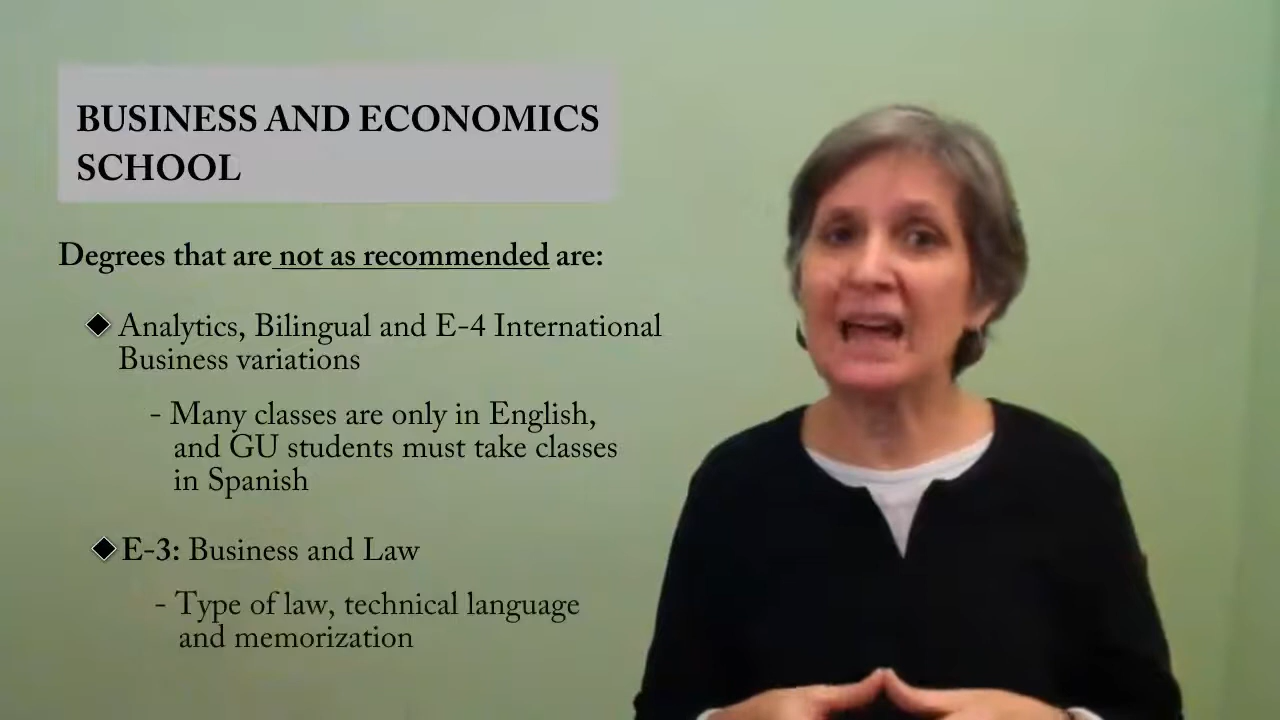 BUSINESS AND ECONOMICS
SCHOOL
Degrees that are not as recommended are:
Analytics, Bilingual and E-4 International
Business variations
- Many classes are only in English,
and GU students must take classes
in Spanish
E-3: Business and Law
- Type of law, technical language
and memorization